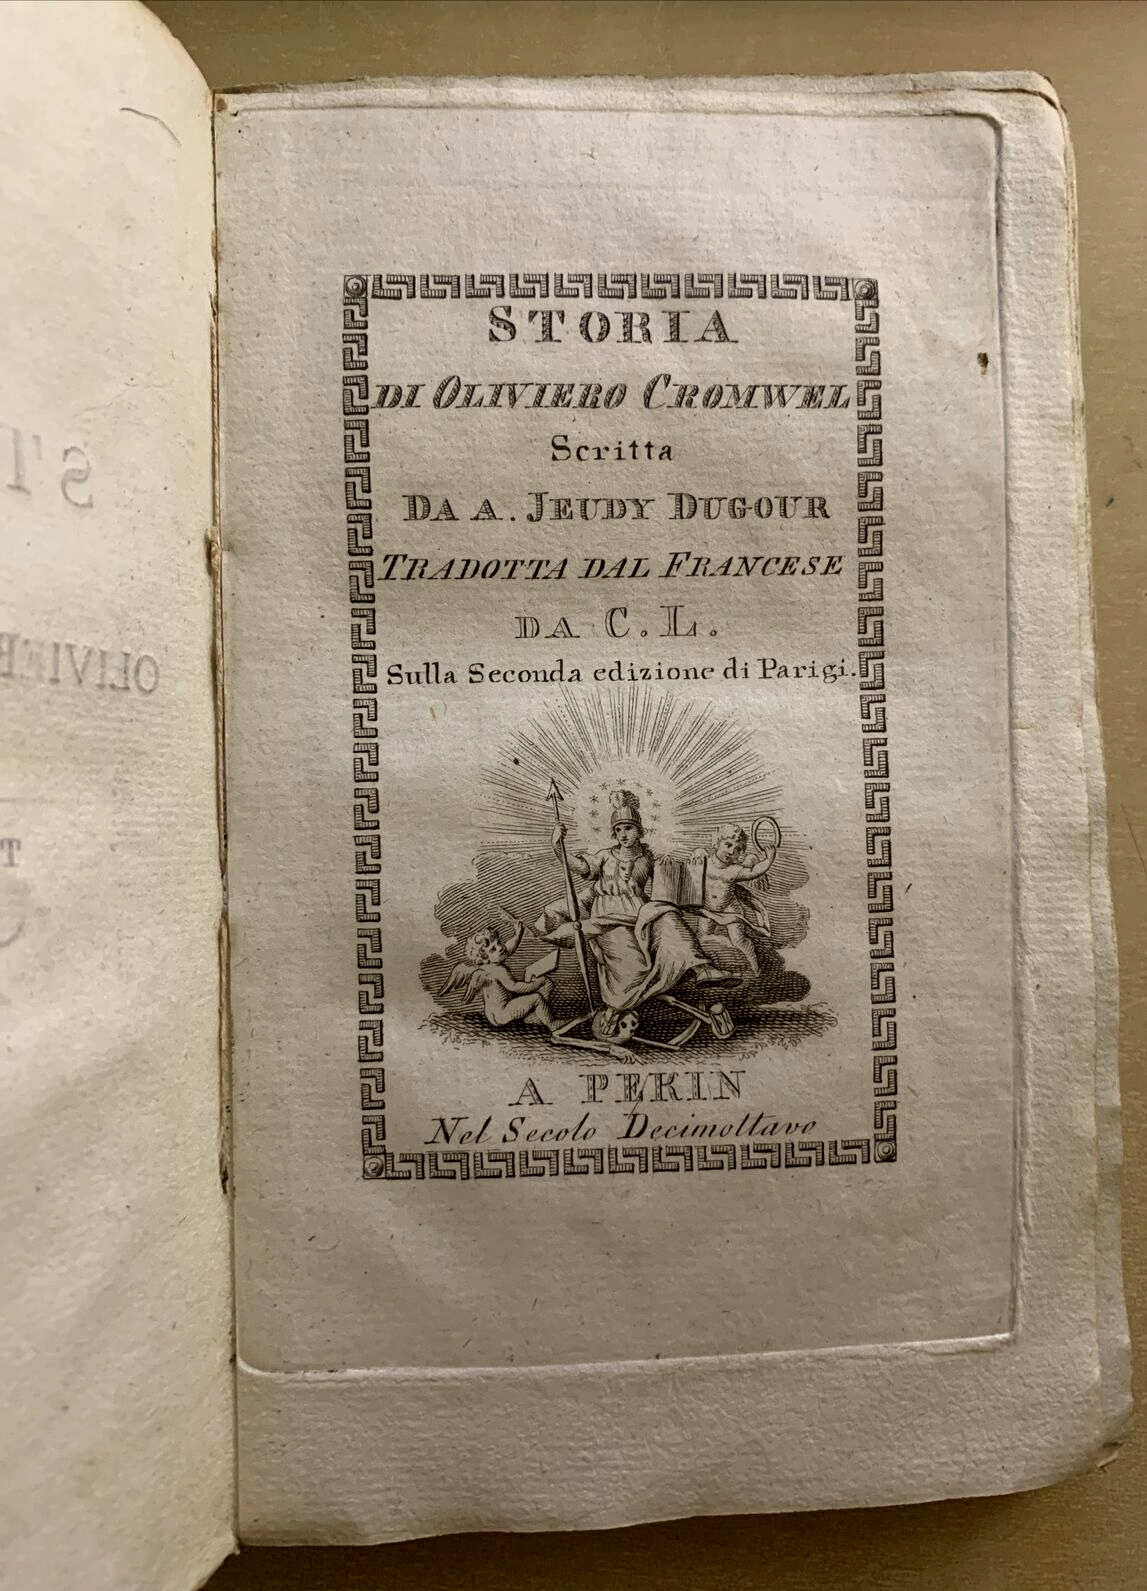 STORIA
DI OLIVIERO CROMWEL
Scritta
DA A. JEUDY DUGOUR
TRADOTTA DAL FRANCESE
DA C. L.
Sulla Seconda edizione di Parigi.
A PEKIN
Nel Secolo Decimottavo